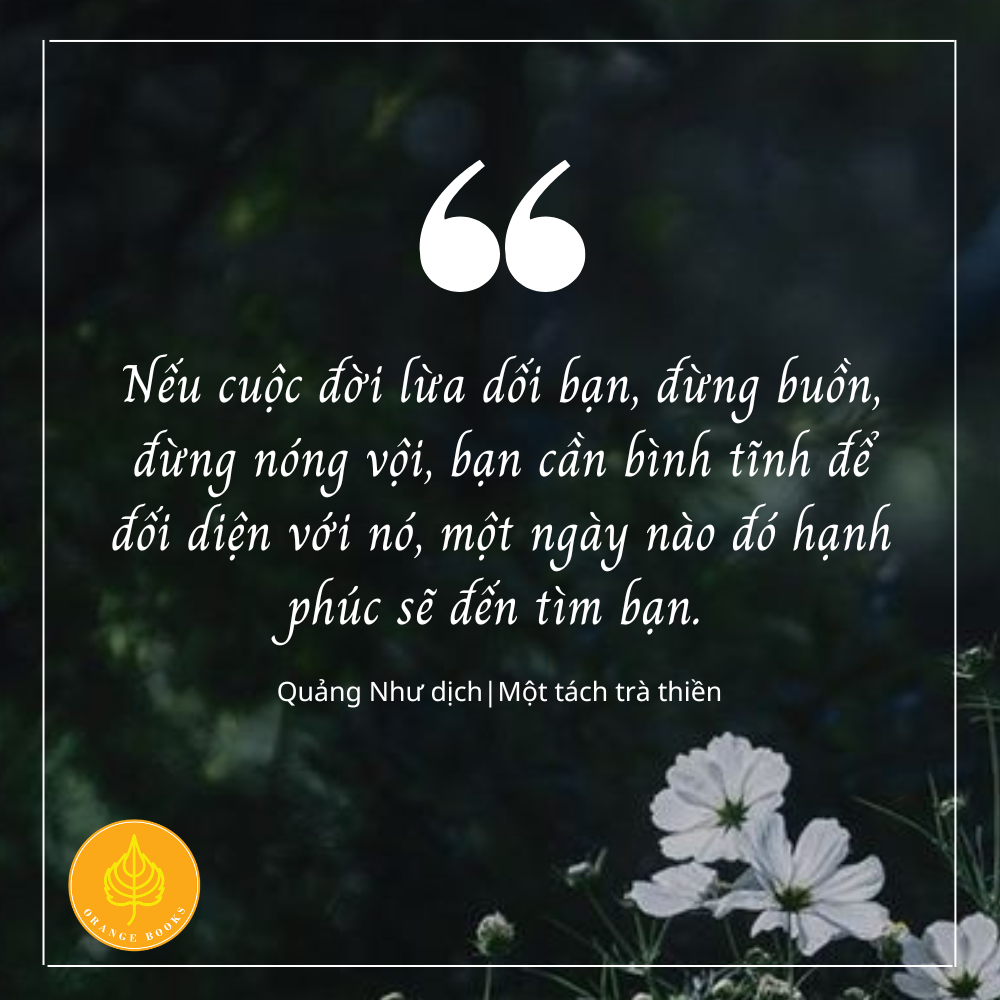 “
Nếu cuộc đời lừa dối bạn, đừng buồn,
đừng nóng vội, bạn cần bình tĩnh để
đối diện với nó, một ngày nào đó hạnh
phúc sẽ đến tìm bạn.
Quảng Như dịch|Một tách trà thiền
ORANGE BOOKS